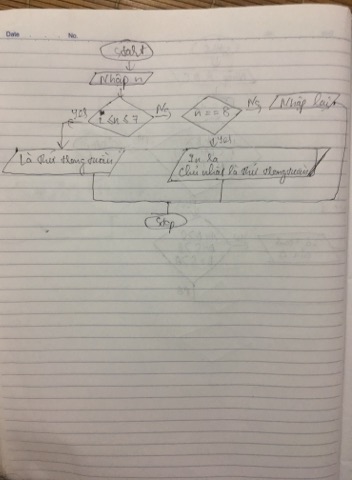 Date No.
start
Nhập n
yes
1 ≤ n ≤ 7
No
n == 8
No
Nhập lại
yes
Là thứ trong tuần
In ra
Chủ nhật là thứ trong tuần
stop